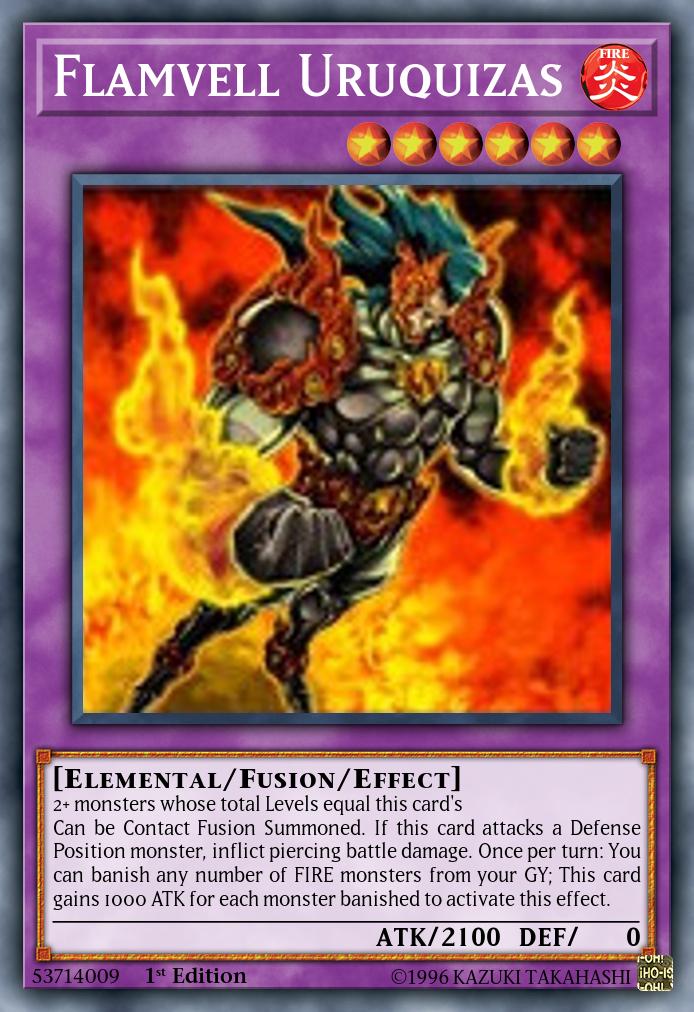 FLAMVELL URUQUIZAS
FIRE
炎
[ELEMENTAL/FUSION/EFFECT]
2+ monsters whose total Levels equal this card's
Can be Contact Fusion Summoned. If this card attacks a Defense
Position monster, inflict piercing battle damage. Once per turn: You
can banish any number of FIRE monsters from your GY; This card
gains 1000 ATK for each monster banished to activate this effect.
ATK/2100 DEF/ 0
53714009 1st Edition ©1996 KAZUKI TAKAHASHI